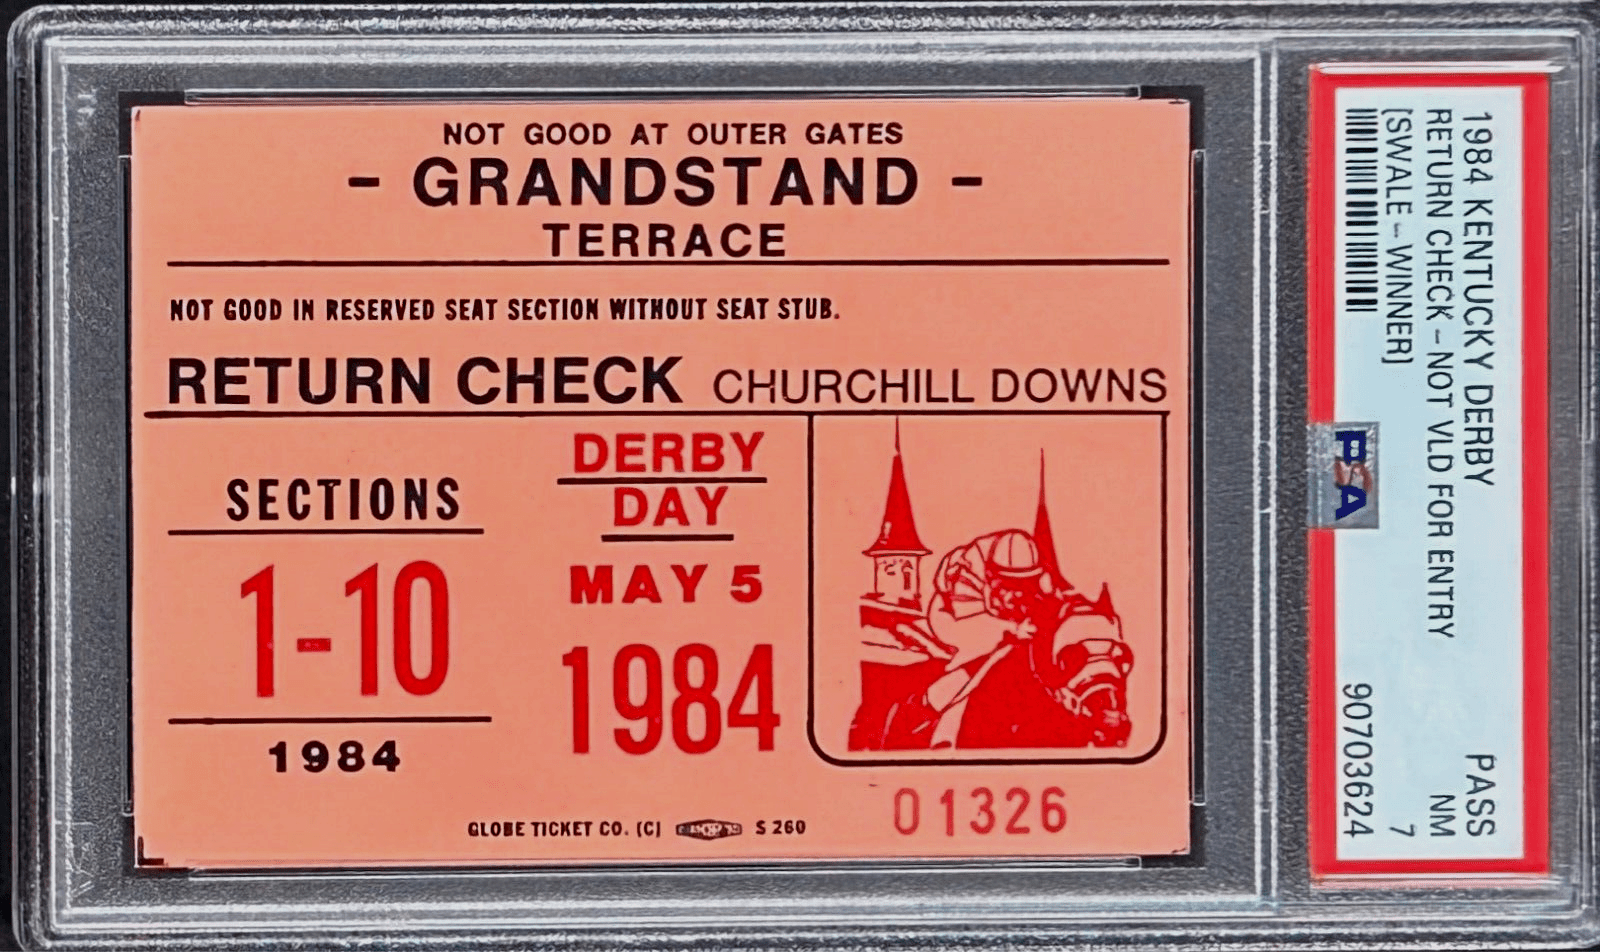 NOT GOOD AT OUTER GATES
- GRANDSTAND -
TERRACE
NOT GOOD IN RESERVED SEAT SECTION WITHOUT SEAT STUB.
RETURN CHECK CHURCHILL DOWNS
SECTIONS
1-10
1984
DERBY
DAY
MAY 5
1984
GLOBE TICKET CO. (C) S 260
01326
1984 KENTUCKY DERBY PASS
RETURN CHECK - NOT VLD FOR ENTRY NM
[SWALE - WINNER] 7
90703624
PSA